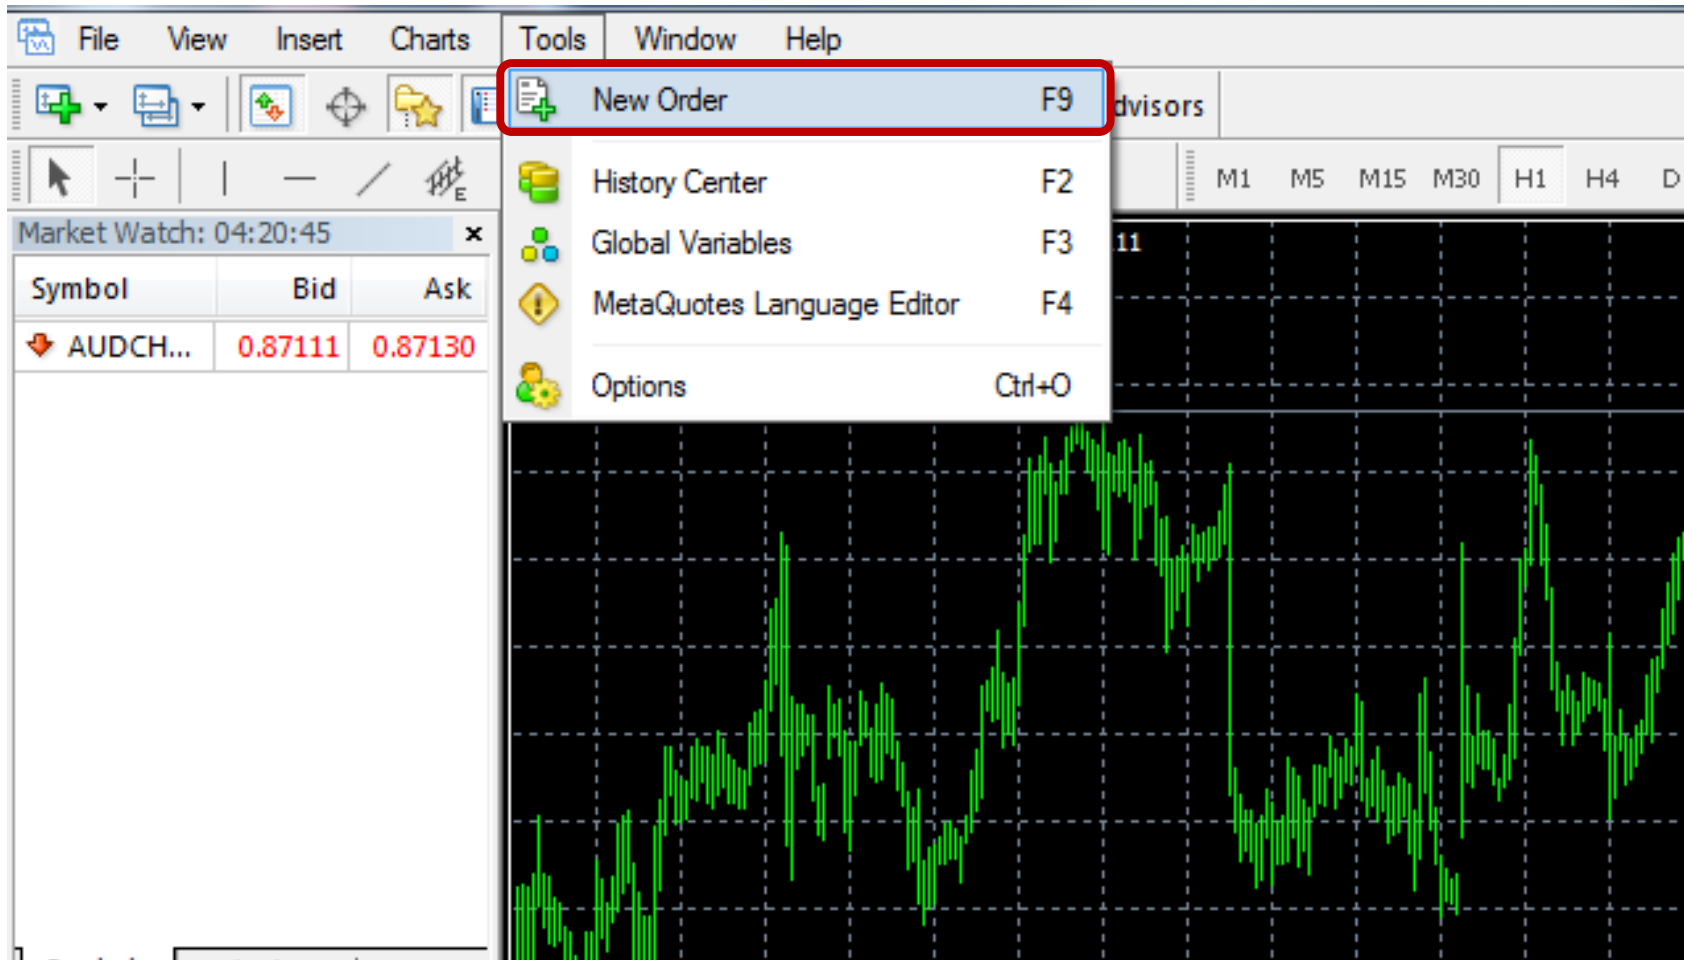 File View Insert Charts Tools Window Help
New Order F9
History Center F2
Global Variables F3
MetaQuotes Language Editor F4
Options Ctrl+O
dvisors
E
M1 M5 M15 M30 H1 H4 D
Market Watch: 04:20:45
Symbol Bid Ask
AUDCH... 0.87111 0.87130
11